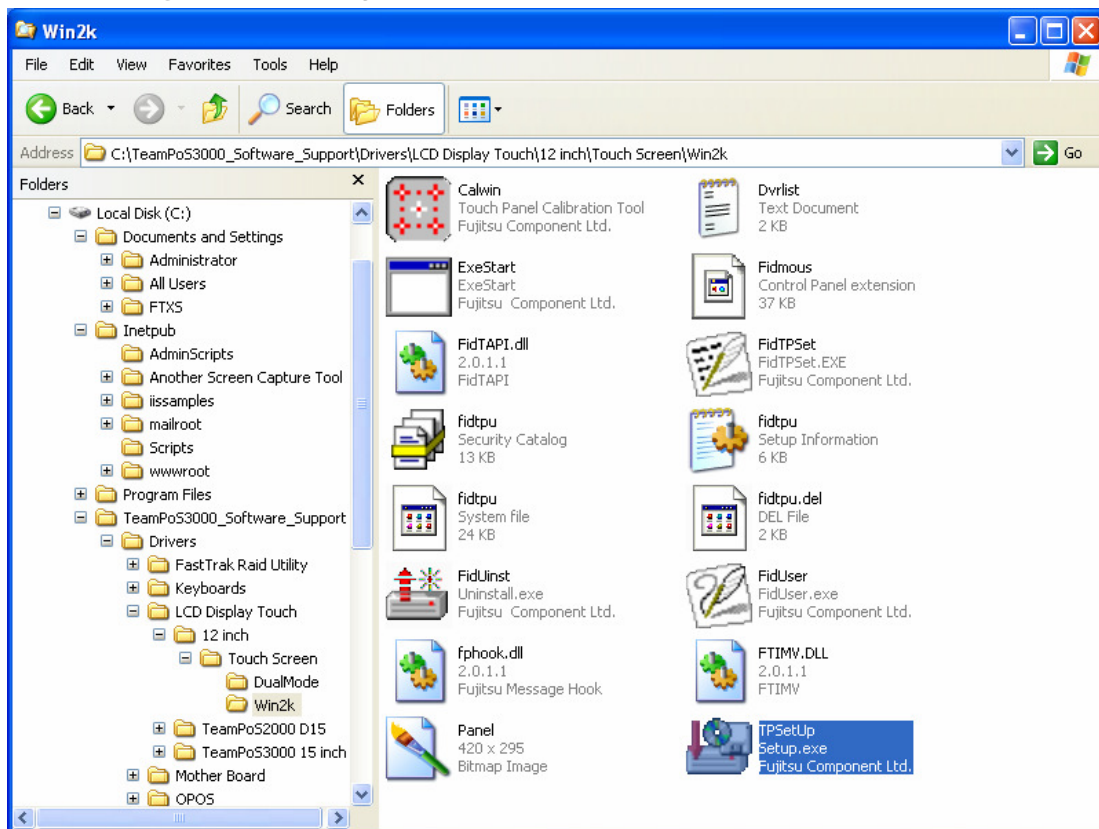 Win2k
File Edit View Favorites Tools Help
Back Search Folders
Address C:\TeamPoS3000_Software_Support\Drivers\LCD Display Touch\12 inch\Touch Screen\Win2k Go
Folders
Local Disk (C:)
Documents and Settings
Administrator
All Users
FTXS
Inetpub
AdminScripts
Another Screen Capture Tool
iissamples
mailroot
Scripts
wwwroot
Program Files
TeamPoS3000_Software_Support
Drivers
FastTrak Raid Utility
Keyboards
LCD Display Touch
12 inch
Touch Screen
DualMode
Win2k
TeamPoS2000 D15
TeamPoS3000 15 inch
Mother Board
OPOS
Calwin
Touch Panel Calibration Tool
Fujitsu Component Ltd.
Dvrlist
Text Document
2 KB
ExeStart
ExeStart
Fujitsu Component Ltd.
Fidmous
Control Panel extension
37 KB
FidTAPI.dll
2.0.1.1
FidTAPI
FidTPSet
FidTPSet.EXE
Fujitsu Component Ltd.
fidtpu
Security Catalog
13 KB
fidtpu
Setup Information
6 KB
fidtpu
System file
24 KB
fidtpu.del
DEL File
2 KB
FidUinst
Uninstall.exe
Fujitsu Component Ltd.
FidUser
FidUser.exe
Fujitsu Component Ltd.
fphook.dll
2.0.1.1
Fujitsu Message Hook
FTIMV.DLL
2.0.1.1
FTIMV
Panel
420 x 295
Bitmap Image
TPSetUp
Setup.exe
Fujitsu Component Ltd.